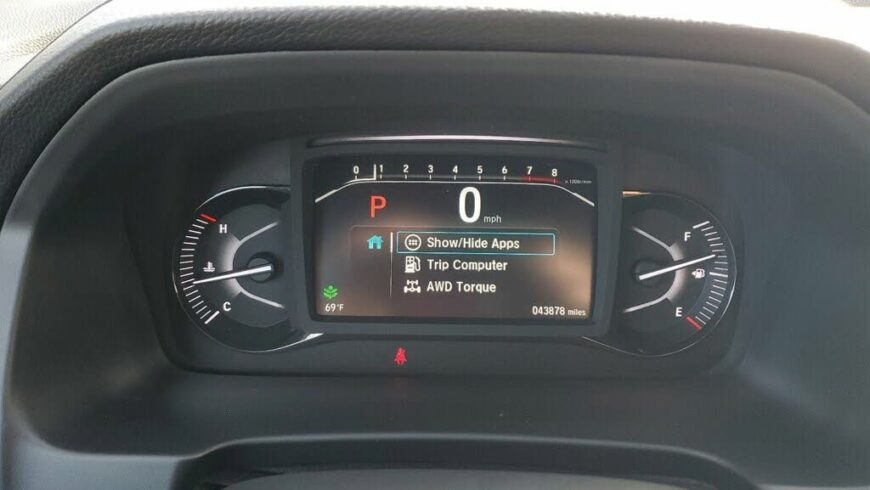 0 1 2 3 4 5 6 7 8
x 1000r/min
P 0 mph
H
C
Show/Hide Apps
Trip Computer
AWD Torque
69°F
043878 miles
F
E